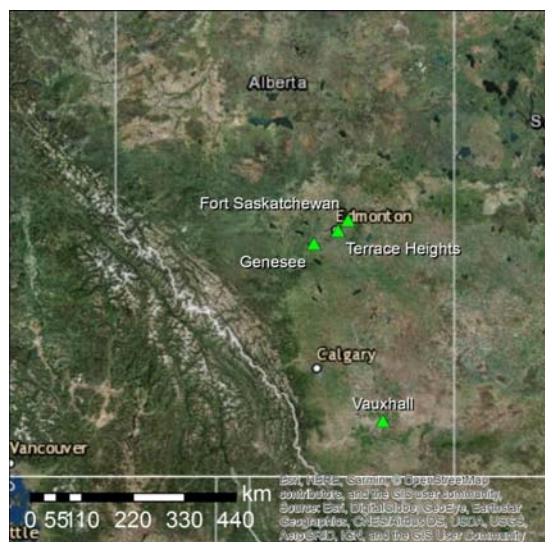 Alberta
S
Fort Saskatchewan
Edmonton
Terrace Heights
Genesee
Calgary
Vauxhall
Vancouver
km
0 55110 220 330 440
ttle
Esri, HERE, Garmin, © OpenStreetMap
contributors, and the GIS user community,
Source: Esri, DigitalGlobe, GeoEye, Earthstar
Geographics, CNES/Airbus DS, USDA, USGS,
AeroGRID, IGN, and the GIS User Community